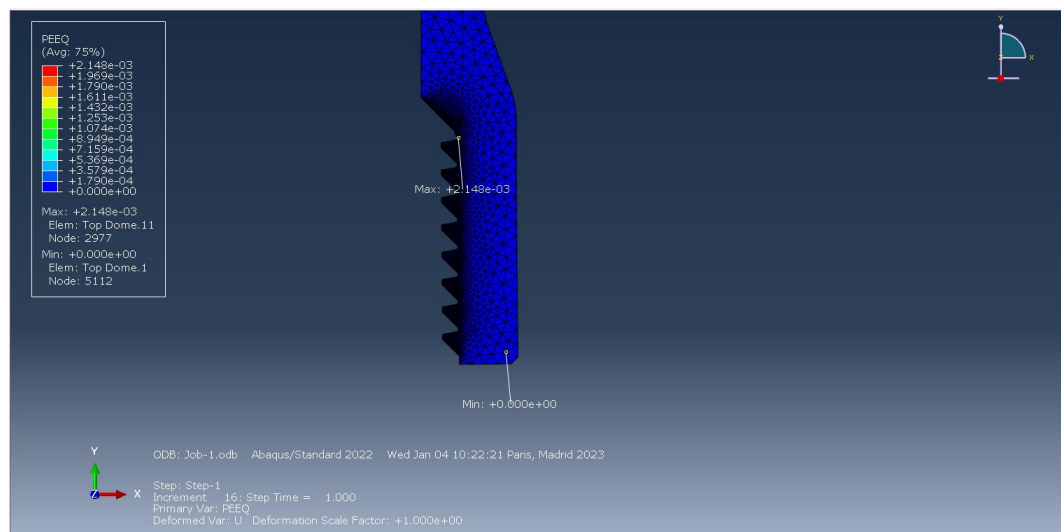 PEEQ
(Avg: 75%)
+2.148e-03
+1.969e-03
+1.790e-03
+1.611e-03
+1.432e-03
+1.253e-03
+1.074e-03
+8.949e-04
+7.159e-04
+5.369e-04
+3.579e-04
+1.790e-04
+0.000e+00
Max: +2.148e-03
Elem: Top Dome.11
Node: 2977
Min: +0.000e+00
Elem: Top Dome.1
Node: 5112
Y
X
Z
Max: +2.148e-03
Min: +0.000e+00
Y
Z X
ODB: Job-1.odb Abaqus/Standard 2022 Wed Jan 04 10:22:21 Paris, Madrid 2023
Step: Step-1
Increment 16: Step Time = 1.000
Primary Var: PEEQ
Deformed Var: U Deformation Scale Factor: +1.000e+00